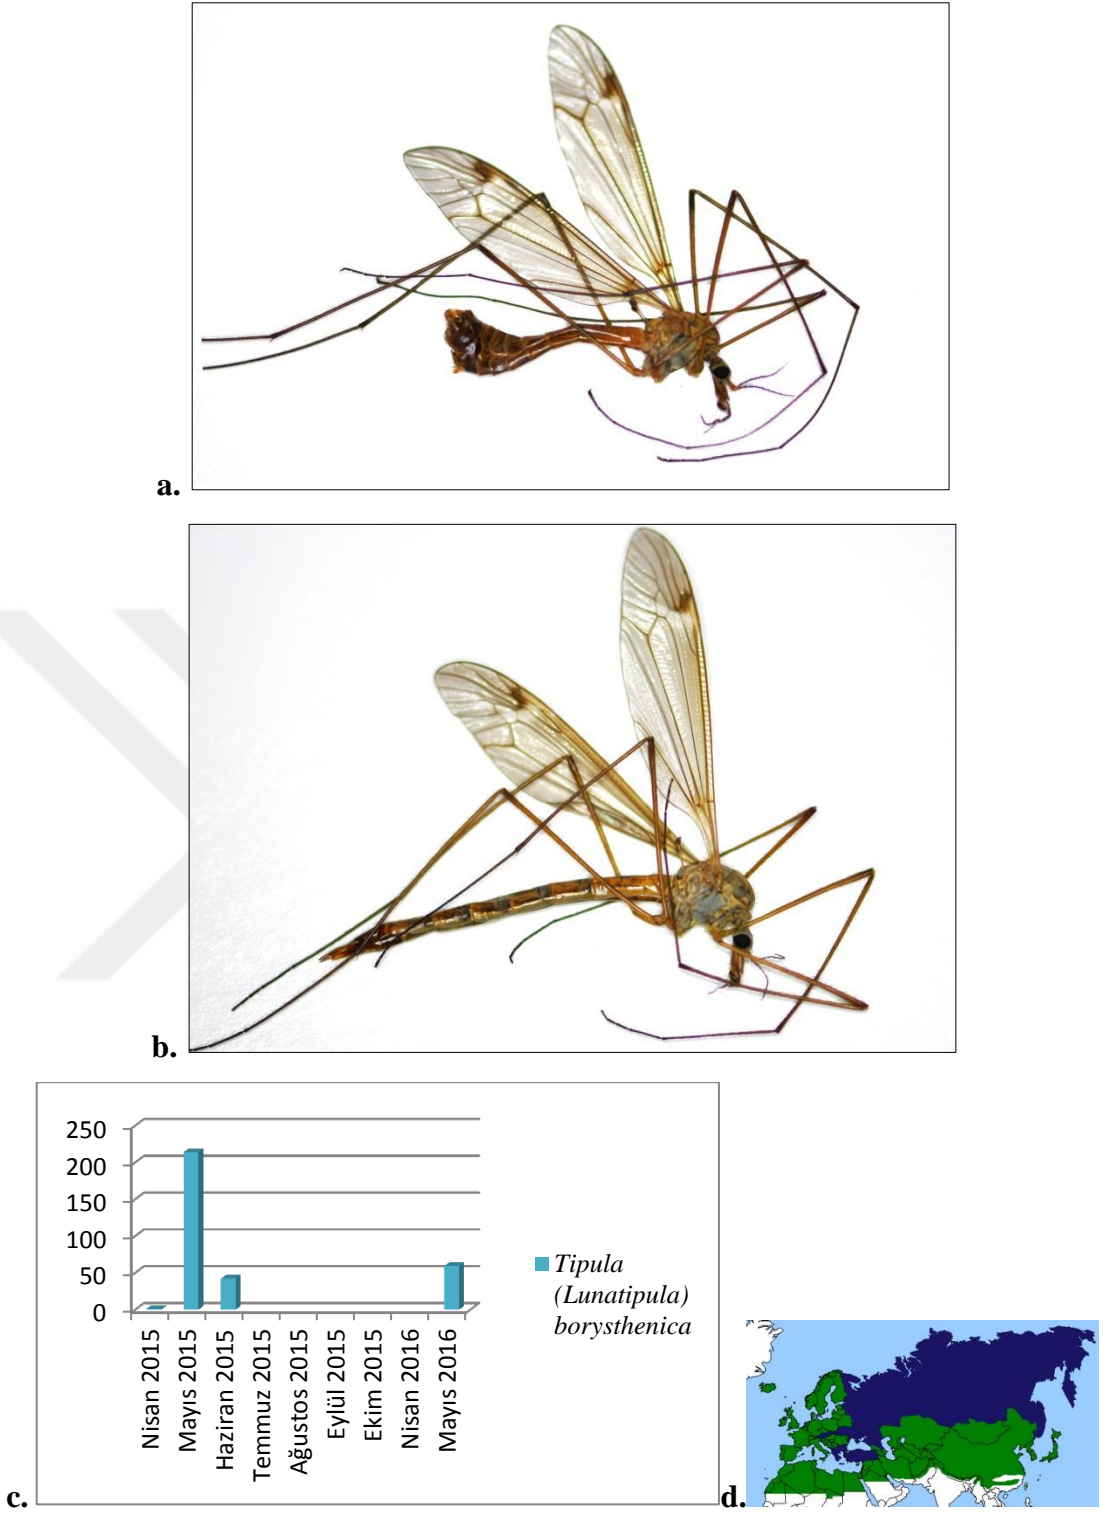 a.
b.
250
200
150
100
50
0
Nisan 2015
Mayıs 2015
Haziran 2015
Temmuz 2015
Ağustos 2015
Eylül 2015
Ekim 2015
Nisan 2016
Mayıs 2016
Tipula
(Lunatipula)
borysthenica
c.
d.